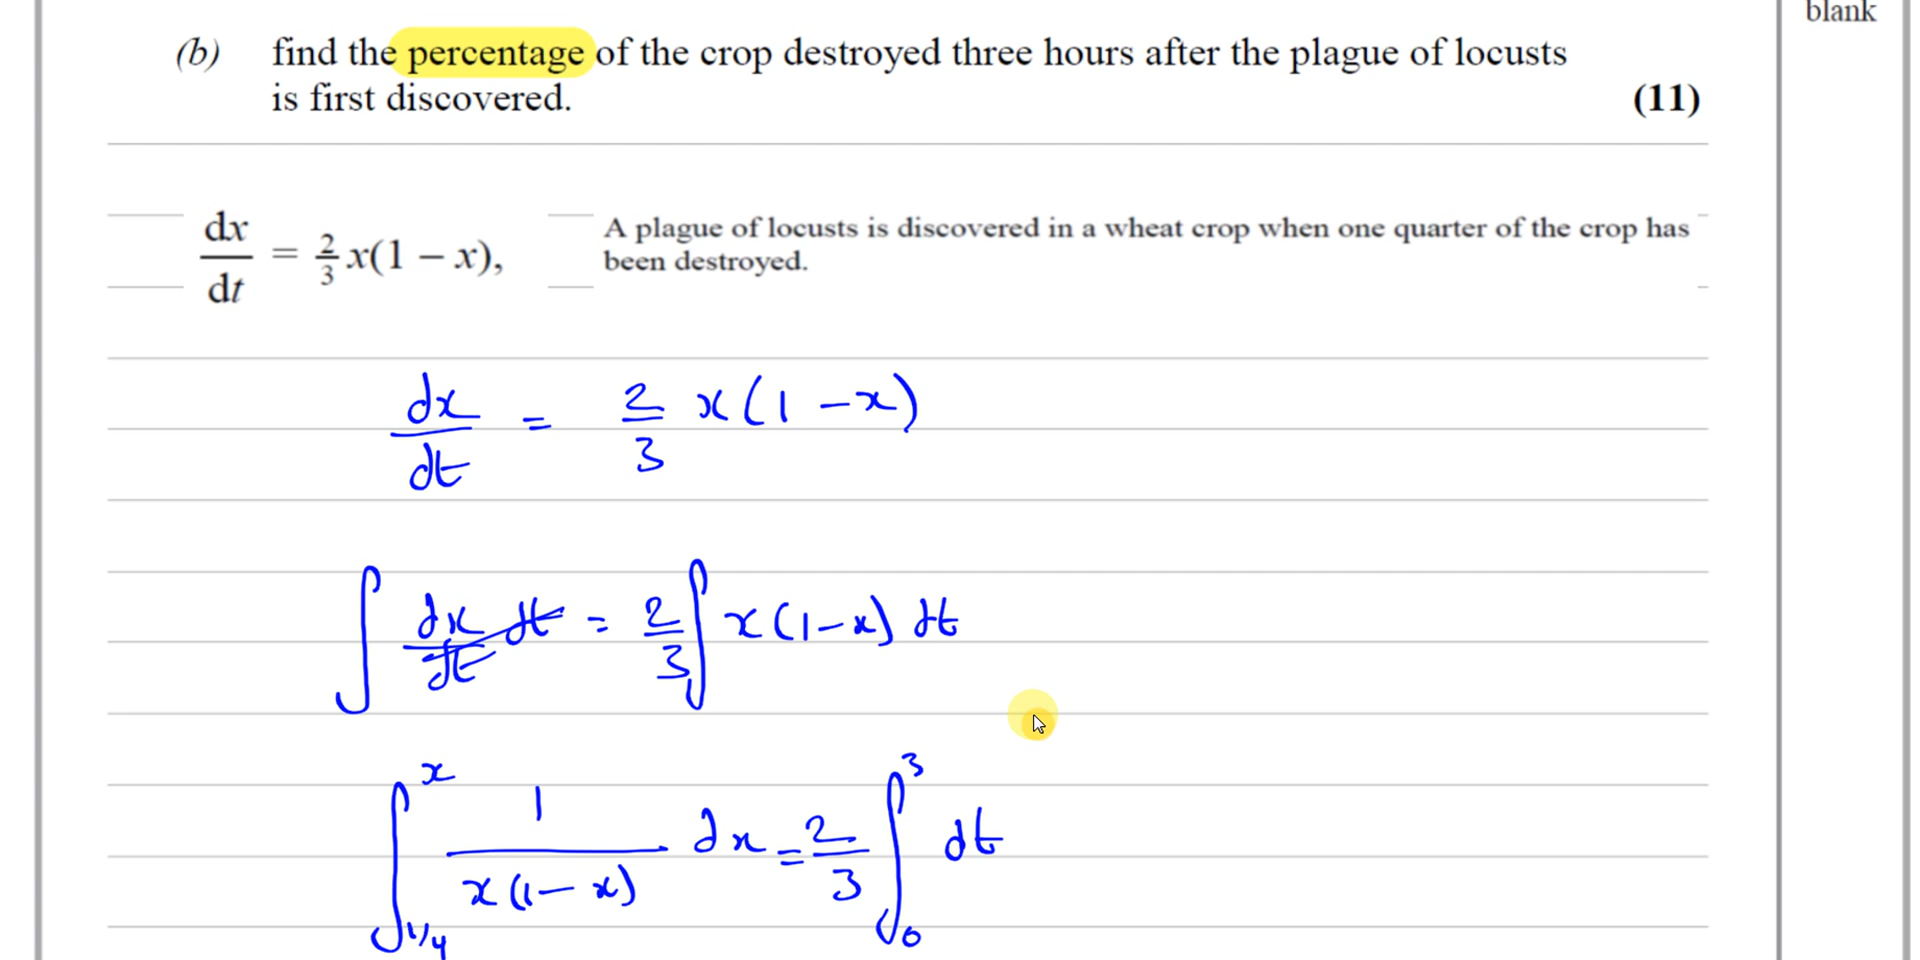 blank
(b) find the percentage of the crop destroyed three hours after the plague of locusts
is first discovered. (11)
dx/dt = 2/3 x(1 – x),
A plague of locusts is discovered in a wheat crop when one quarter of the crop has
been destroyed.
dx/dt = 2/3 x(1 – x)
∫ dx/dt dt = 2/3 ∫ x(1–x) dt
∫_{1/4}^{x} 1/(x(1–x)) dx = 2/3 ∫_{0}^{3} dt